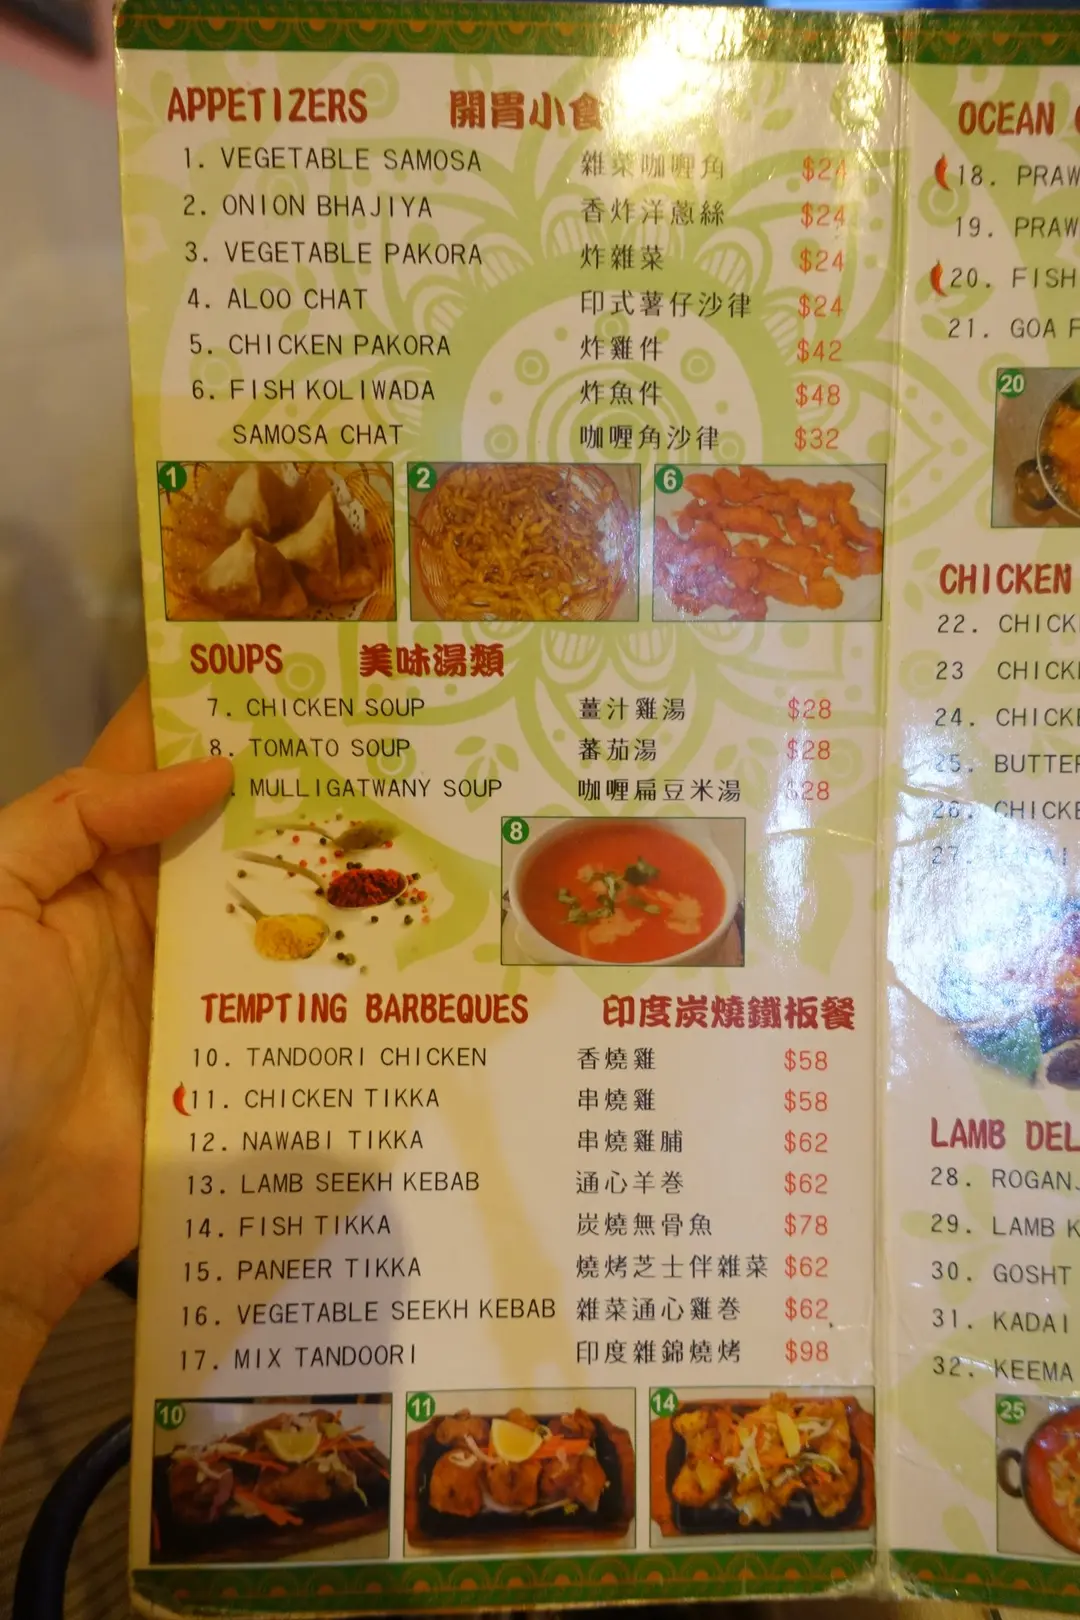 APPETIZERS 開胃小食
1. VEGETABLE SAMOSA 雜菜咖喱角 $24
2. ONION BHAJIYA 香炸洋蔥絲 $24
3. VEGETABLE PAKORA 炸雜菜 $24
4. ALOO CHAT 印式薯仔沙律 $24
5. CHICKEN PAKORA 炸雞件 $42
6. FISH KOLIWADA 炸魚件 $48
SAMOSA CHAT 咖喱角沙律 $32
1 2 6
SOUPS 美味湯類
7. CHICKEN SOUP 薑汁雞湯 $28
8. TOMATO SOUP 蕃茄湯 $28
MULLIGATWANY SOUP 咖喱扁豆米湯 $28
8
TEMPTING BARBEQUES 印度炭燒鐵板餐
10. TANDOORI CHICKEN 香燒雞 $58
11. CHICKEN TIKKA 串燒雞 $58
12. NAWABI TIKKA 串燒雞脯 $62
13. LAMB SEEKH KEBAB 通心羊巻 $62
14. FISH TIKKA 炭燒無骨魚 $78
15. PANEER TIKKA 燒烤芝士伴雜菜 $62
16. VEGETABLE SEEKH KEBAB 雜菜通心雞巻 $62
17. MIX TANDOORI 印度雜錦燒烤 $98
10 11 14
OCEAN
18. PRAW
19. PRAW
20. FISH
21. GOA
20
CHICKEN
22. CHICK
23 CHICK
24. CHICK
25. BUTTER
26. CHICKE
27.
LAMB DEL
28. ROGAN
29. LAMB K
30. GOSHT
31. KADAI
32. KEEMA
25